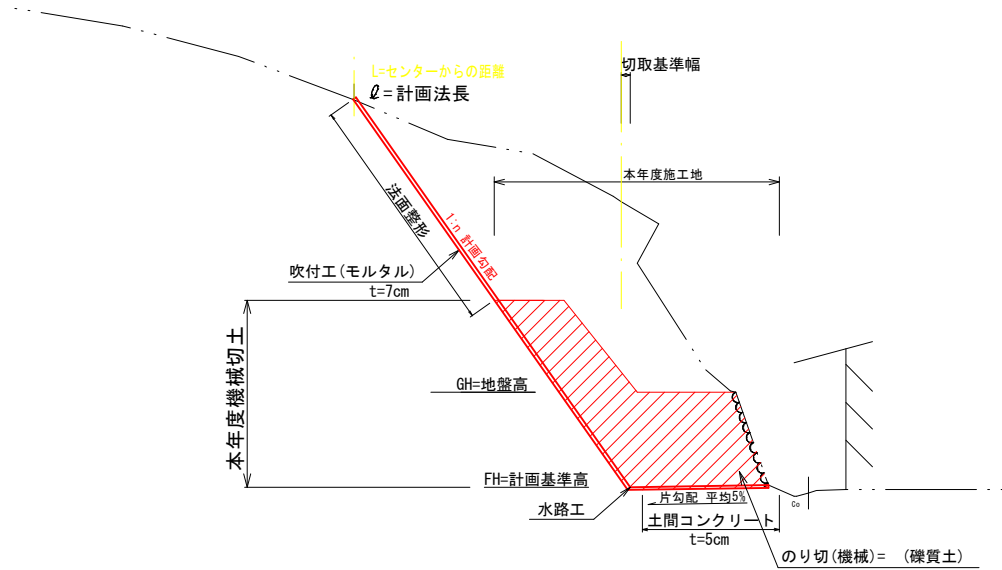 L=センターからの距離
ℓ=計画法長
切取基準幅
本年度施工地
法面整形
1:n 計画勾配
吹付工(モルタル)
t=7cm
本年度機械切土
GH=地盤高
FH=計画基準高
水路工
片勾配 平均5%
土間コンクリート
t=5cm
Co
のり切(機械)= (礫質土)